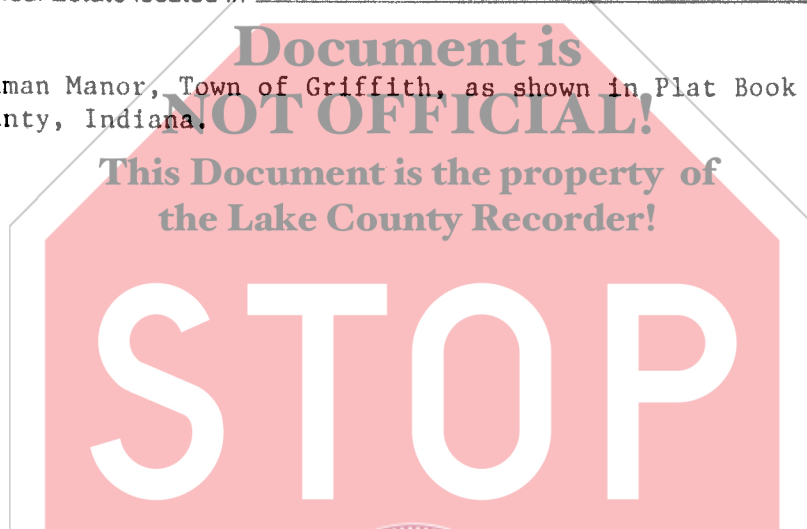 Document is
man Manor, Town of Griffith, as shown in Plat Book
nty, Indiana.
NOT OFFICIAL!
This Document is the property of
the Lake County Recorder!
STOP